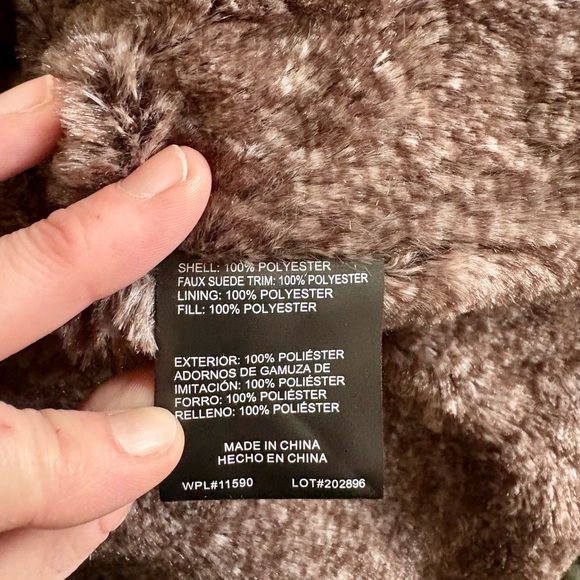 SHELL: 100% POLYESTER
FAUX SUEDE TRIM: 100% POLYESTER
LINING: 100% POLYESTER
FILL: 100% POLYESTER
EXTERIOR: 100% POLIÉSTER
ADORNOS DE GAMUZA DE
IMITACIÓN: 100% POLIÉSTER
FORRO: 100% POLIÉSTER
RELLENO: 100% POLIÉSTER
MADE IN CHINA
HECHO EN CHINA
WPL#11590 LOT#202896